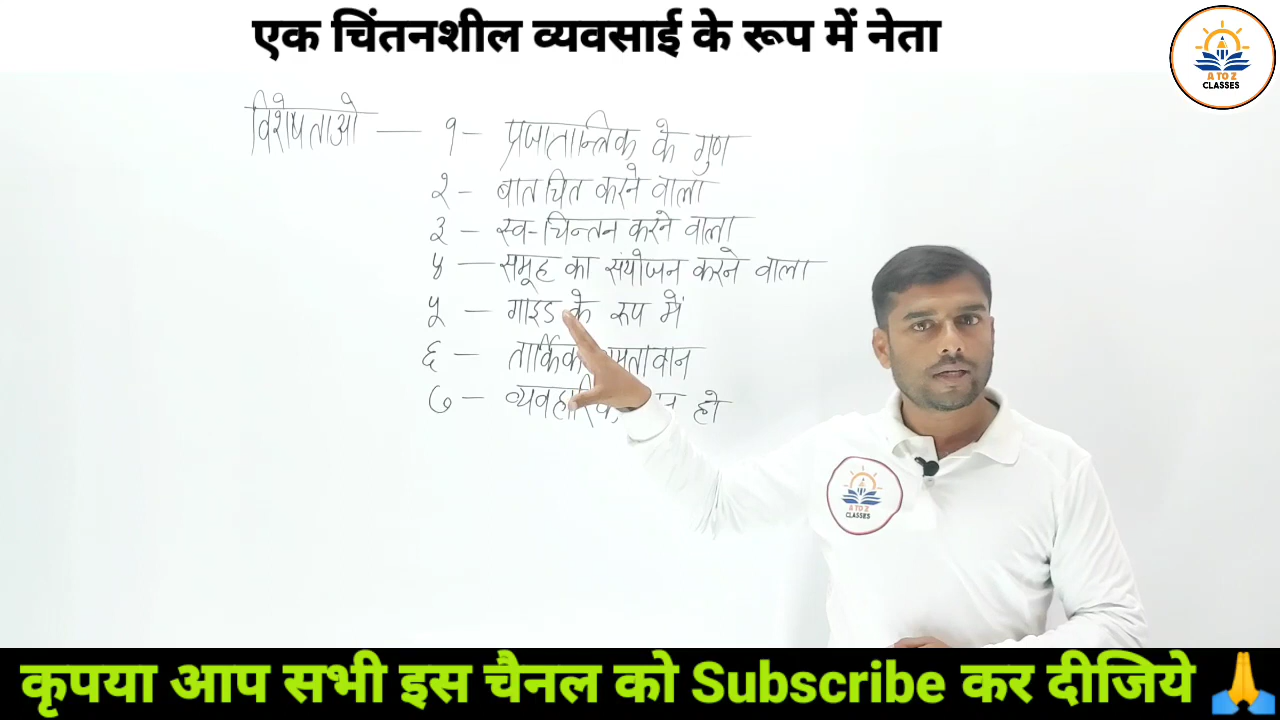 एक चिंतनशील व्यवसाई के रूप में नेता
A TO Z
CLASSES
विशेषताओ — १- प्रजातान्त्रिक के गुण
२- बातचित करने वाला
३- स्व-चिन्तन करने वाला
४ — समूह का संयोजन करने वाला
५ — गाइड के रूप में
६ - तार्किक
७ - हो
A TO Z
CLASSES
कृपया आप सभी इस चैनल को Subscribe कर दीजिये 🙏